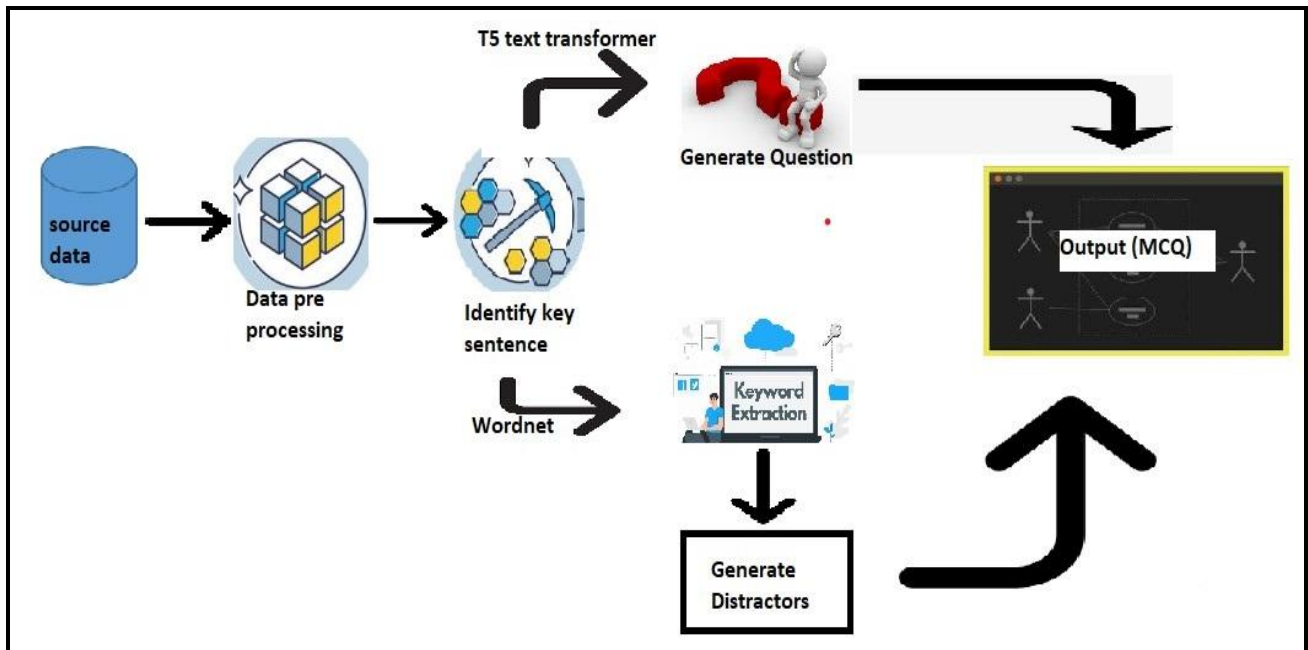 T5 text transformer
Generate Question
source
data
Data pre
processing
Identify key
sentence
Output (MCQ)
Wordnet
Keyword
Extraction
Generate
Distractors